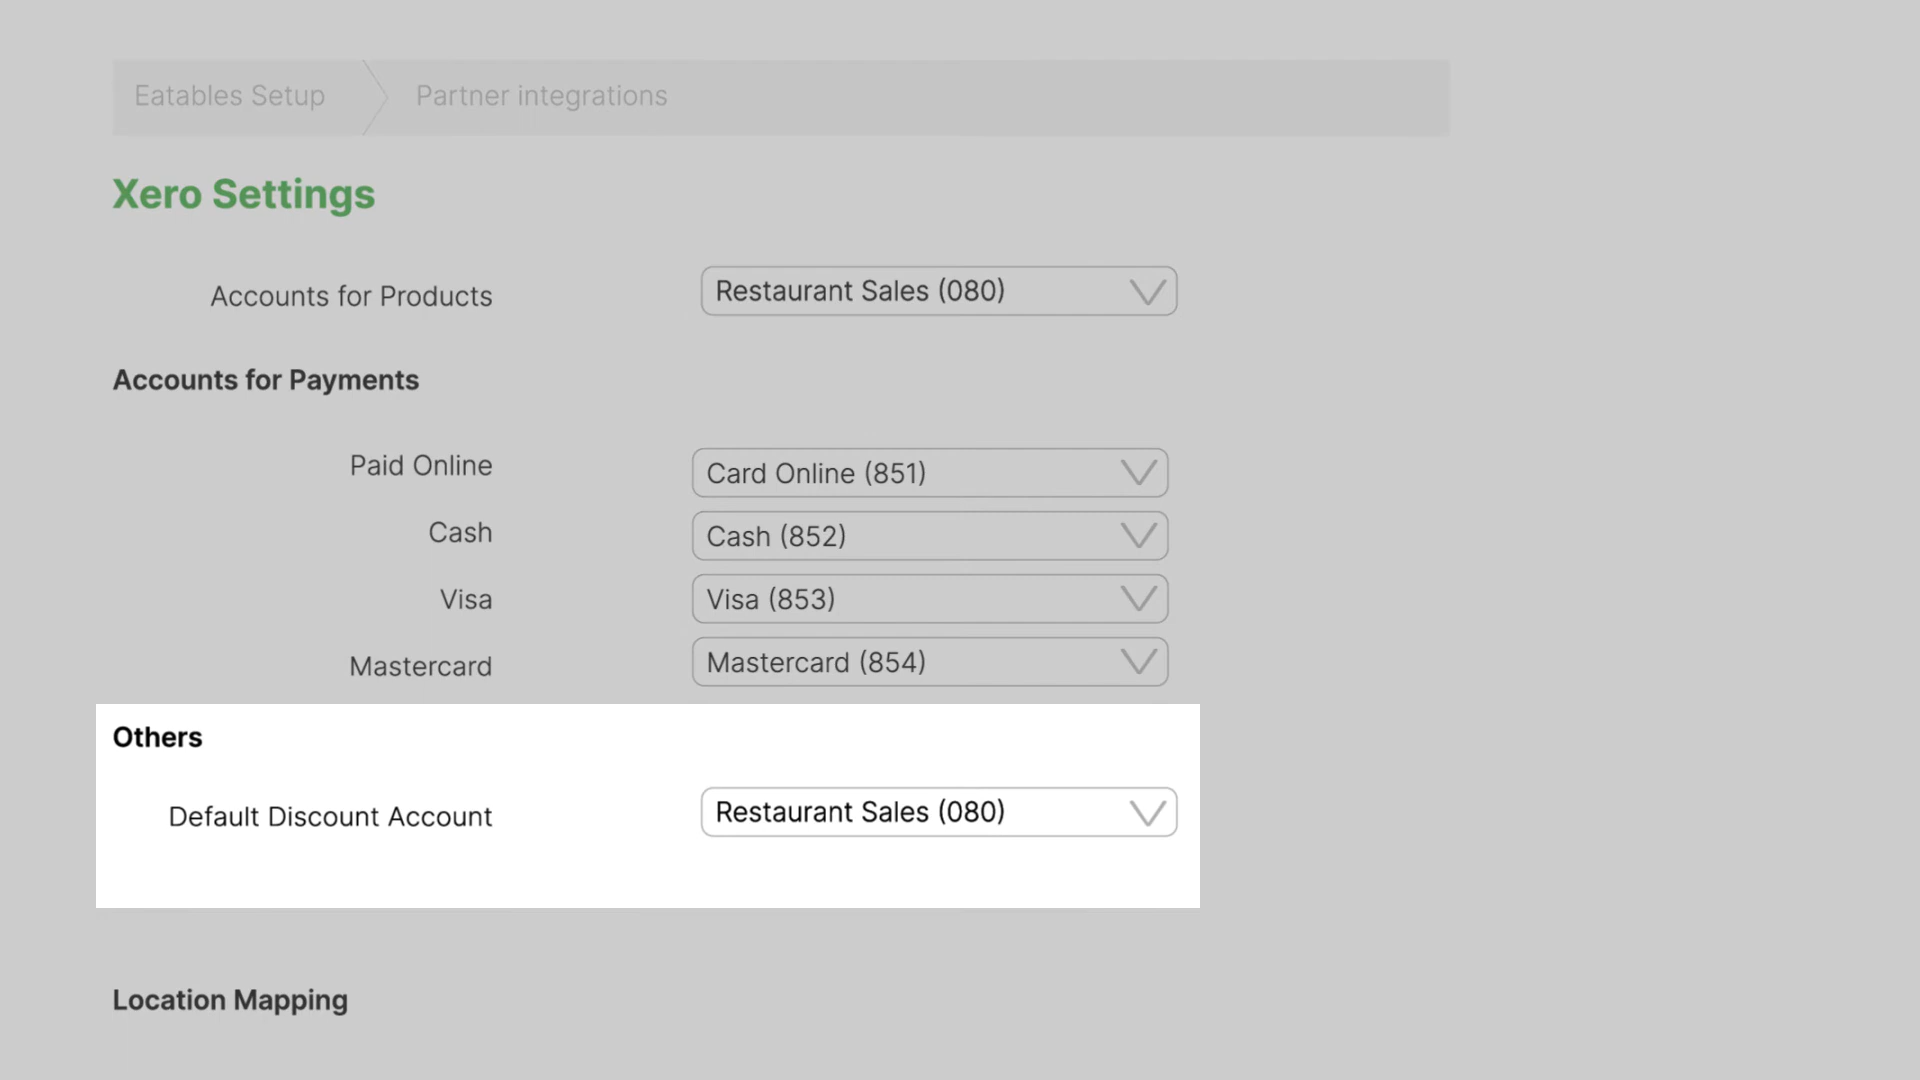 Eatables Setup
Partner integrations
Xero Settings
Accounts for Products
Restaurant Sales (080)
Accounts for Payments
Paid Online
Card Online (851)
Cash
Cash (852)
Visa
Visa (853)
Mastercard
Mastercard (854)
Others
Default Discount Account
Restaurant Sales (080)
Location Mapping